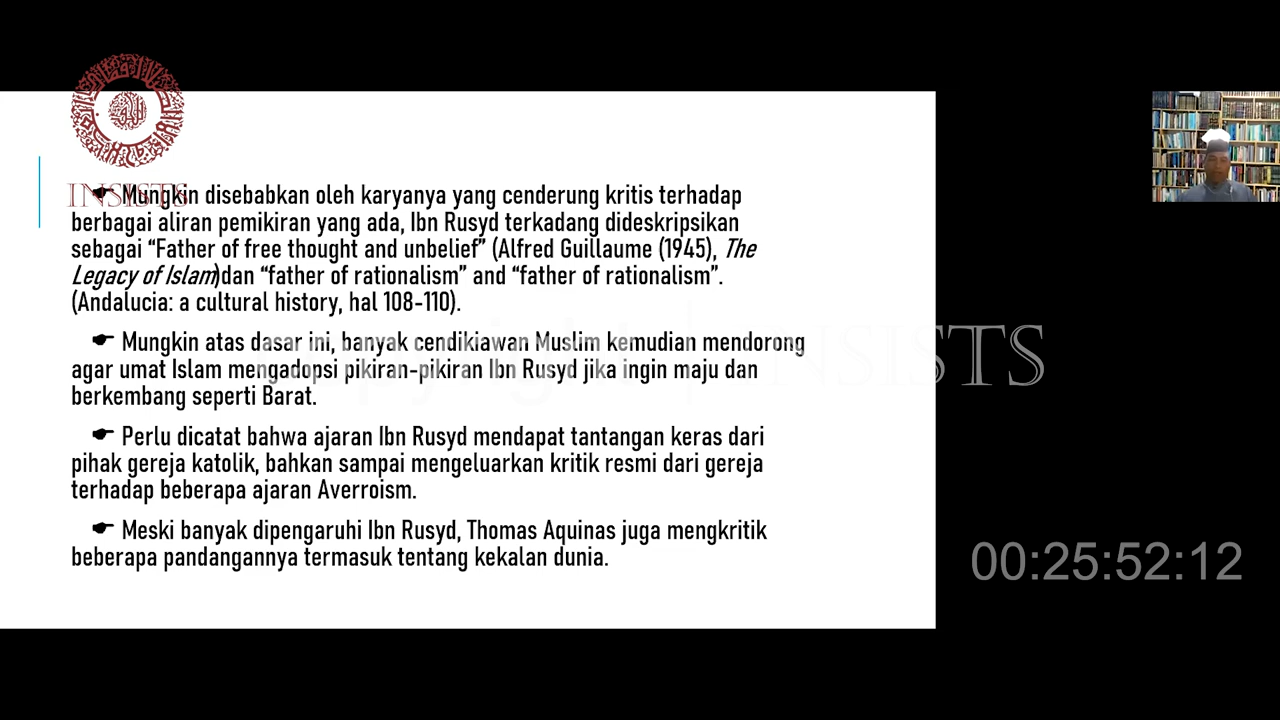 INSISTS
☛ Mungkin disebabkan oleh karyanya yang cenderung kritis terhadap
berbagai aliran pemikiran yang ada, Ibn Rusyd terkadang dideskripsikan
sebagai “Father of free thought and unbelief” (Alfred Guillaume (1945), The
Legacy of Islam)dan “father of rationalism” and “father of rationalism”.
(Andalucia: a cultural history, hal 108-110).
☛ Mungkin atas dasar ini, banyak cendikiawan Muslim kemudian mendorong
agar umat Islam mengadopsi pikiran-pikiran Ibn Rusyd jika ingin maju dan
berkembang seperti Barat.
copyright | INSISTS
☛ Perlu dicatat bahwa ajaran Ibn Rusyd mendapat tantangan keras dari
pihak gereja katolik, bahkan sampai mengeluarkan kritik resmi dari gereja
terhadap beberapa ajaran Averroism.
☛ Meski banyak dipengaruhi Ibn Rusyd, Thomas Aquinas juga mengkritik
beberapa pandangannya termasuk tentang kekalan dunia.
00:25:52:12